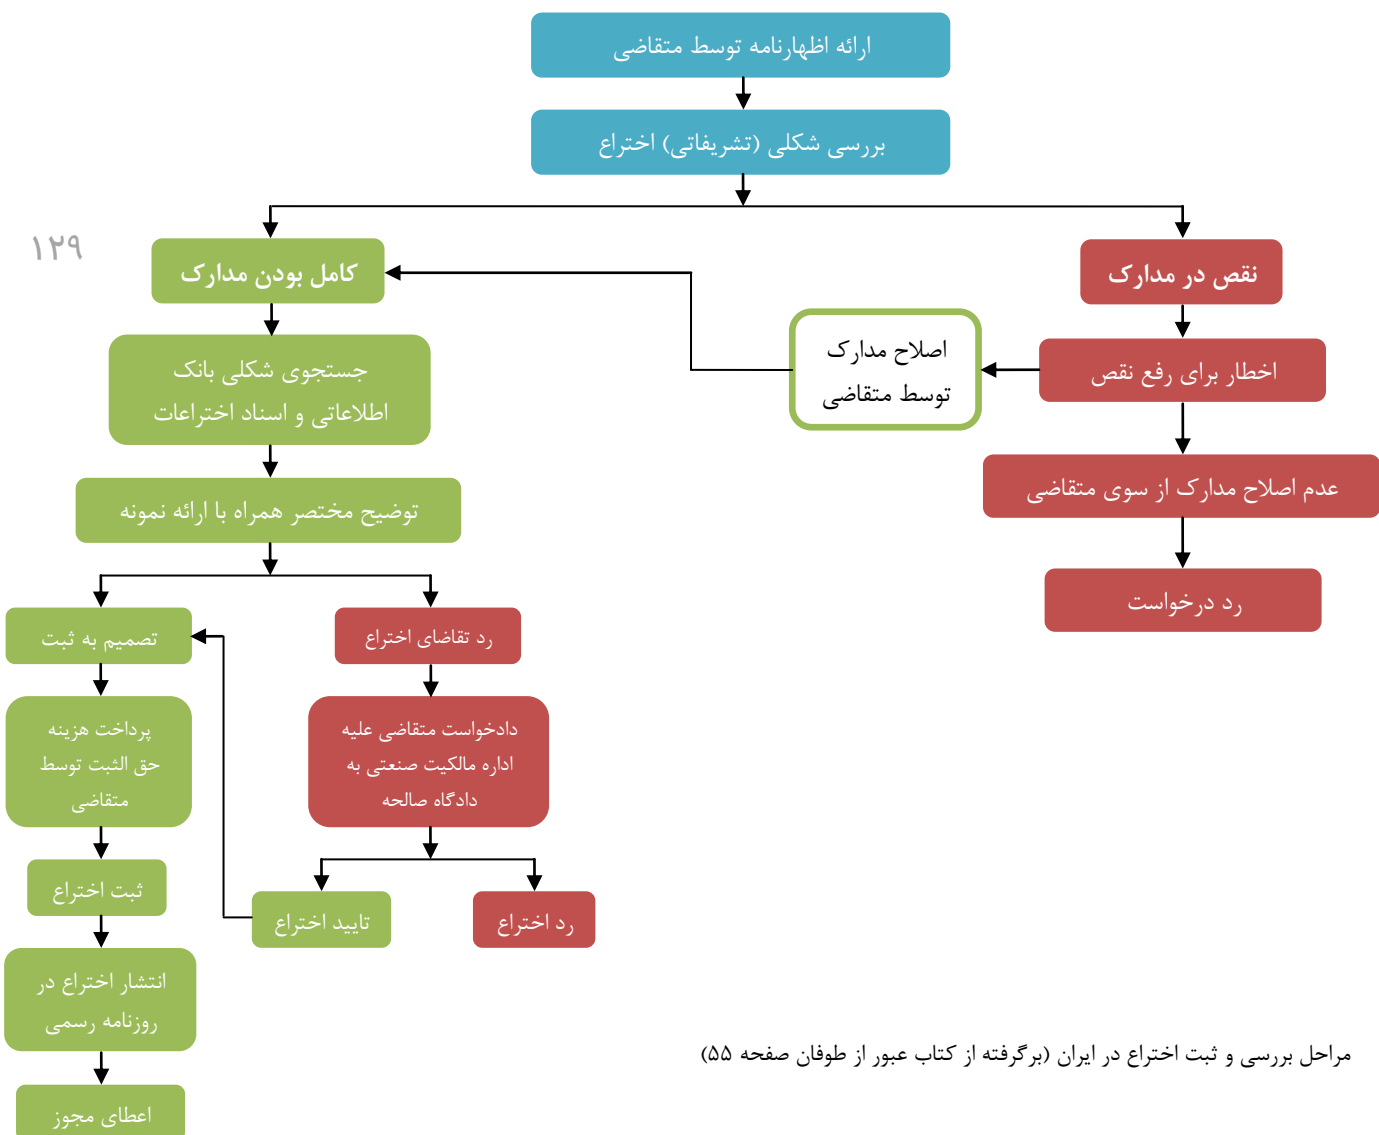 ارائه اظهارنامه توسط متقاضی
بررسی شکلی (تشریفاتی) اختراع
۱۲۹
نقص در مدارک
کامل بودن مدارک
اصلاح مدارک
توسط متقاضی
اخطار برای رفع نقص
جستجوی شکلی بانک
اطلاعاتی و اسناد اختراعات
عدم اصلاح مدارک از سوی متقاضی
توضیح مختصر همراه با ارائه نمونه
رد درخواست
رد تقاضای اختراع
تصمیم به ثبت
دادخواست متقاضی علیه
اداره مالکیت صنعتی به
دادگاه صالحه
پرداخت هزینه
حق الثبت توسط
متقاضی
ثبت اختراع
رد اختراع
تایید اختراع
انتشار اختراع در
روزنامه رسمی
مراحل بررسی و ثبت اختراع در ایران (برگرفته از کتاب عبور از طوفان صفحه ۵۵)
اعطای مجوز